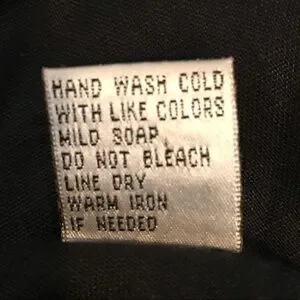 HAND WASH COLD
WITH LIKE COLORS
MILD SOAP
DO NOT BLEACH
LINE DRY
WARM IRON
IF NEEDED